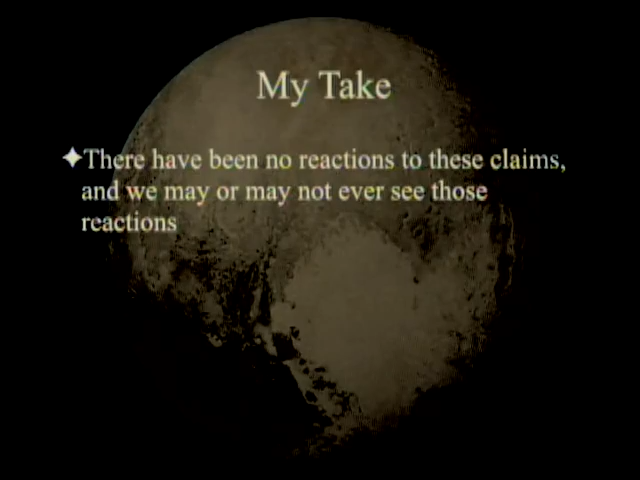 My Take
✦There have been no reactions to these claims,
and we may or may not ever see those
reactions